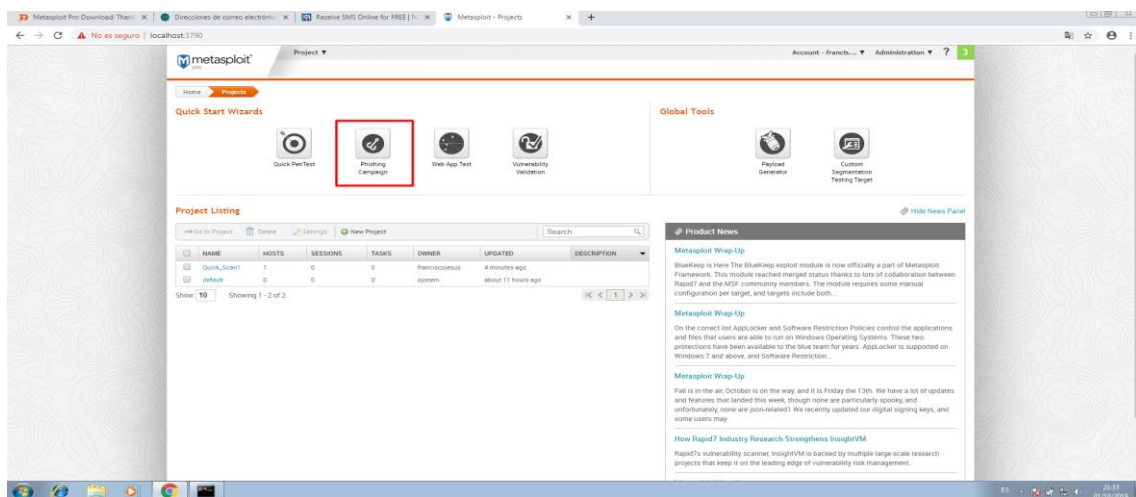 Metasploit Pro Download: Thank
Direcciones de correo electrónic
Receive SMS Online for FREE | N
Metasploit - Projects
No es seguro | localhost:3790
metasploit
pro
Project ▼
Account - francis... ▼
Administration ▼
?
3
Home
Projects
Quick Start Wizards
Global Tools
Quick PenTest
Phishing
Campaign
Web App Test
Vulnerability
Validation
Payload
Generator
Custom
Segmentation
Testing Target
Project Listing
Hide News Panel
Go to Project
Delete
Settings
New Project
Search
NAME HOSTS SESSIONS TASKS OWNER UPDATED DESCRIPTION
Quick_Scan1 1 0 0 franciscojesus 4 minutes ago
default 0 0 0 system about 11 hours ago
Show 10 Showing 1 - 2 of 2
1
Product News
Metasploit Wrap-Up
BlueKeep is Here The BlueKeep exploit module is now officially a part of Metasploit
Framework. This module reached merged status thanks to lots of collaboration between
Rapid7 and the MSF community members. The module requires some manual
configuration per target, and targets include both...
Metasploit Wrap-Up
On the correct list AppLocker and Software Restriction Policies control the applications
and files that users are able to run on Windows Operating Systems. These two
protections have been available to the blue team for years. AppLocker is supported on
Windows 7 and above, and Software Restriction...
Metasploit Wrap-Up
Fall is in the air, October is on the way, and it is Friday the 13th. We have a lot of updates
and features that landed this week, though none are particularly spooky, and
unfortunately, none are json-related1 We recently updated our digital signing keys, and
some users may
How Rapid7 Industry Research Strengthens InsightVM
Rapid7s vulnerability scanner, InsightVM is backed by multiple large-scale research
projects that keep it on the leading edge of vulnerability risk management.
ES
21:33
01/10/2019